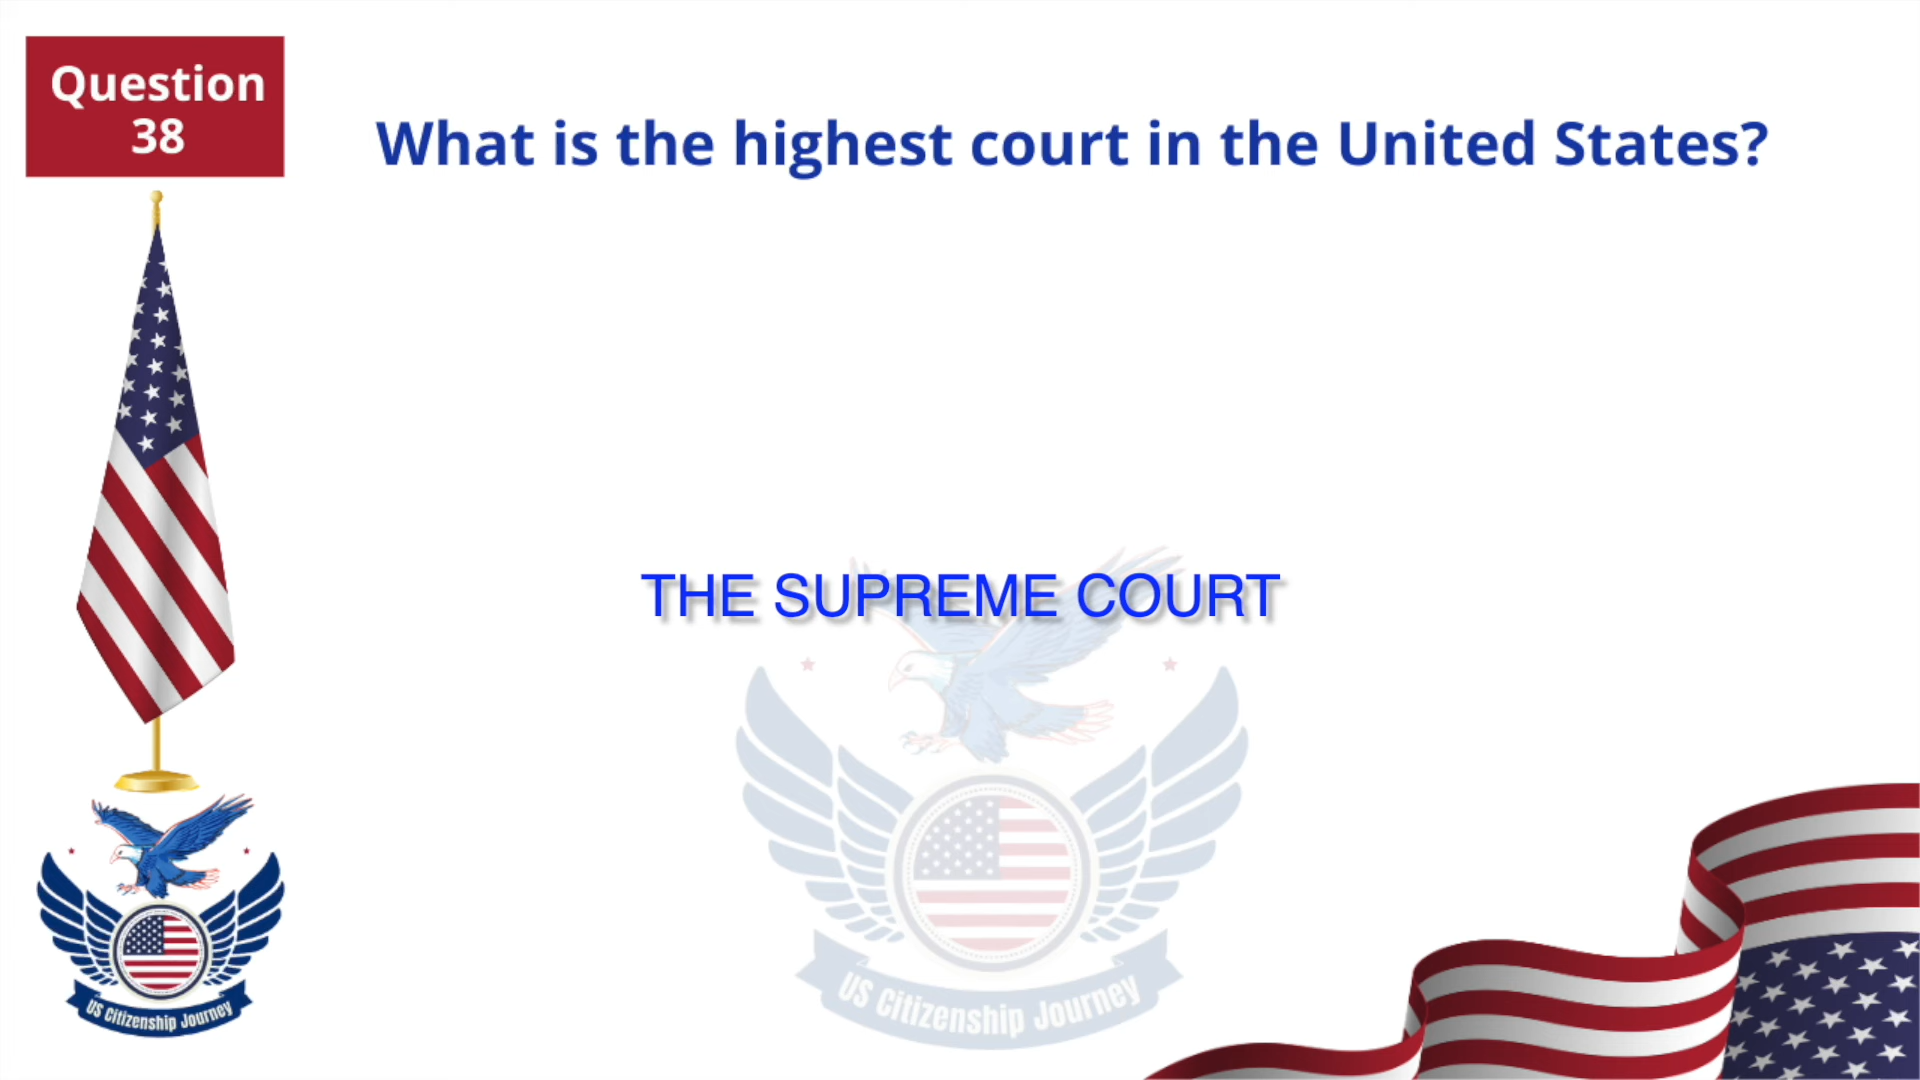 Question
38
What is the highest court in the United States?
THE SUPREME COURT
US Citizenship Journey
US Citizenship Journey